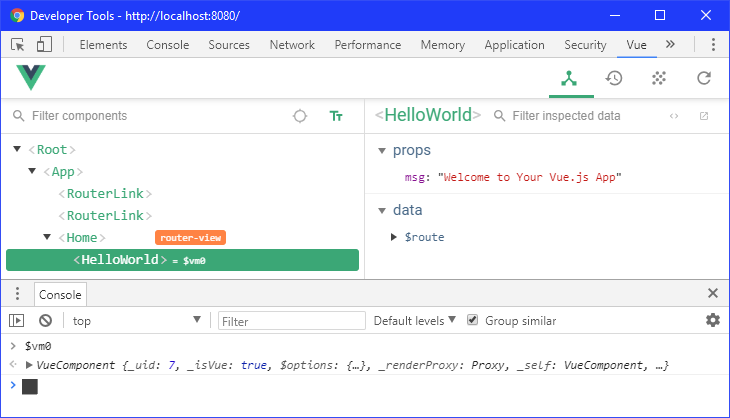 Developer Tools - http://localhost:8080/
Elements Console Sources Network Performance Memory Application Security Vue »
Filter components
<HelloWorld> Filter inspected data
<Root>
props
<App>
msg: "Welcome to Your Vue.js App"
<RouterLink>
<RouterLink>
data
<Home> router-view
$route
<HelloWorld> = $vm0
Console
top Filter Default levels Group similar
> $vm0
VueComponent {_uid: 7, _isVue: true, $options: {…}, _renderProxy: Proxy, _self: VueComponent, …}
>